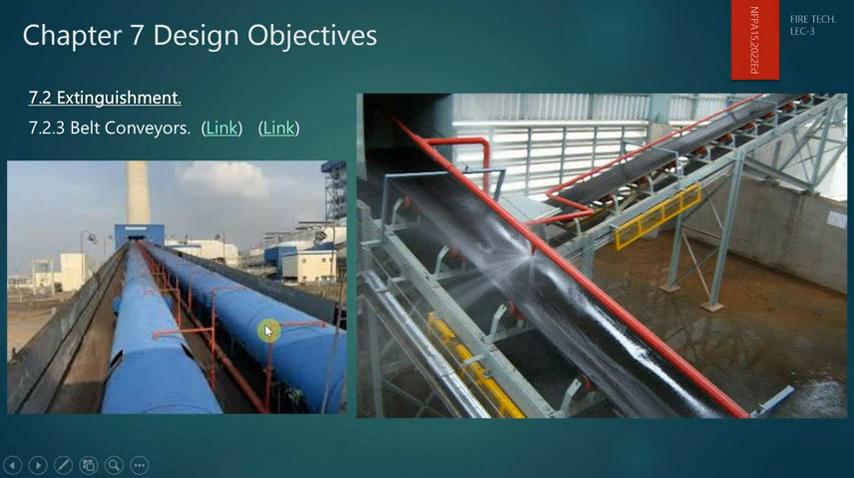 Chapter 7 Design Objectives
NFPA15,2022Ed
FIRE TECH.
LEC-3
7.2 Extinguishment.
7.2.3 Belt Conveyors. (Link) (Link)